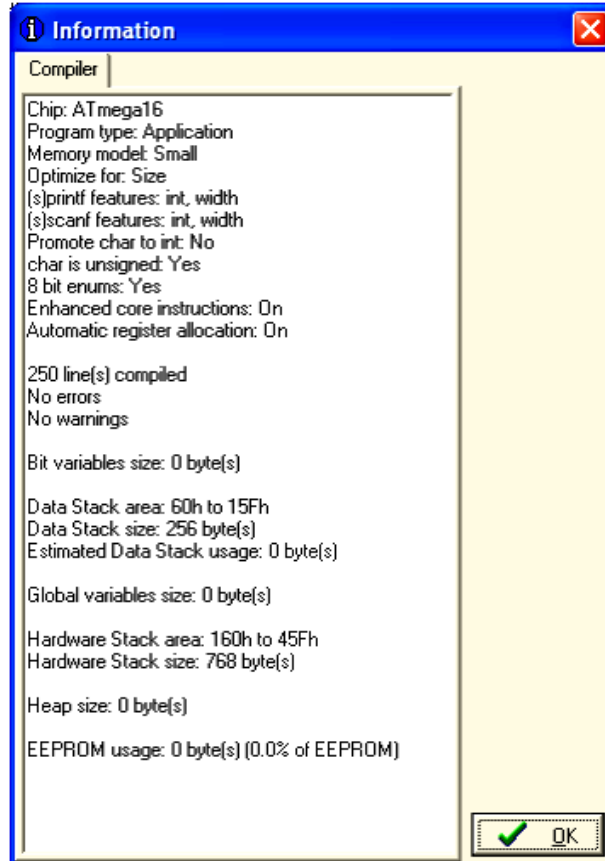 Information
Compiler
Chip: ATmega16
Program type: Application
Memory model: Small
Optimize for: Size
(s)printf features: int, width
(s)scanf features: int, width
Promote char to int: No
char is unsigned: Yes
8 bit enums: Yes
Enhanced core instructions: On
Automatic register allocation: On
250 line(s) compiled
No errors
No warnings
Bit variables size: 0 byte(s)
Data Stack area: 60h to 15Fh
Data Stack size: 256 byte(s)
Estimated Data Stack usage: 0 byte(s)
Global variables size: 0 byte(s)
Hardware Stack area: 160h to 45Fh
Hardware Stack size: 768 byte(s)
Heap size: 0 byte(s)
EEPROM usage: 0 byte(s) (0.0% of EEPROM)
OK